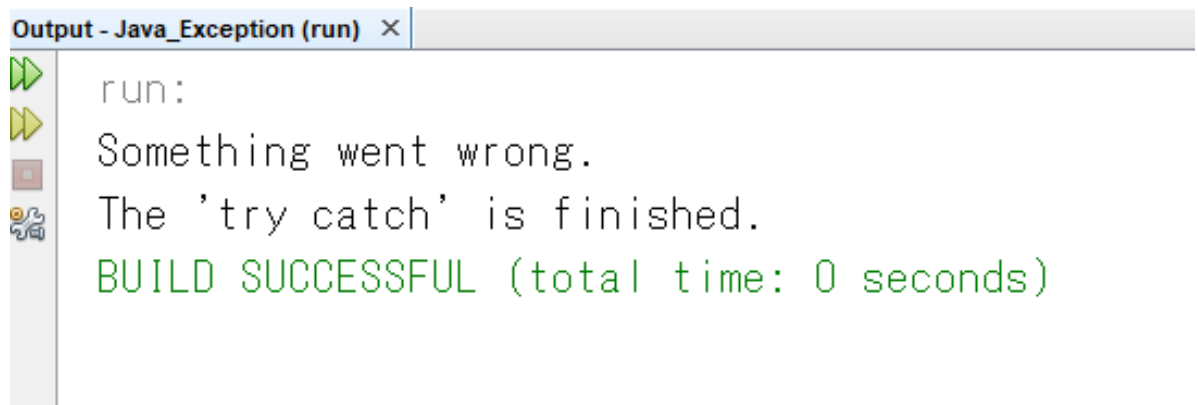 Output - Java_Exception (run) ×
run:
Something went wrong.
The 'try catch' is finished.
BUILD SUCCESSFUL (total time: 0 seconds)